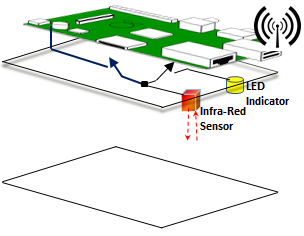 LED
Indicator
Infra-Red
Sensor